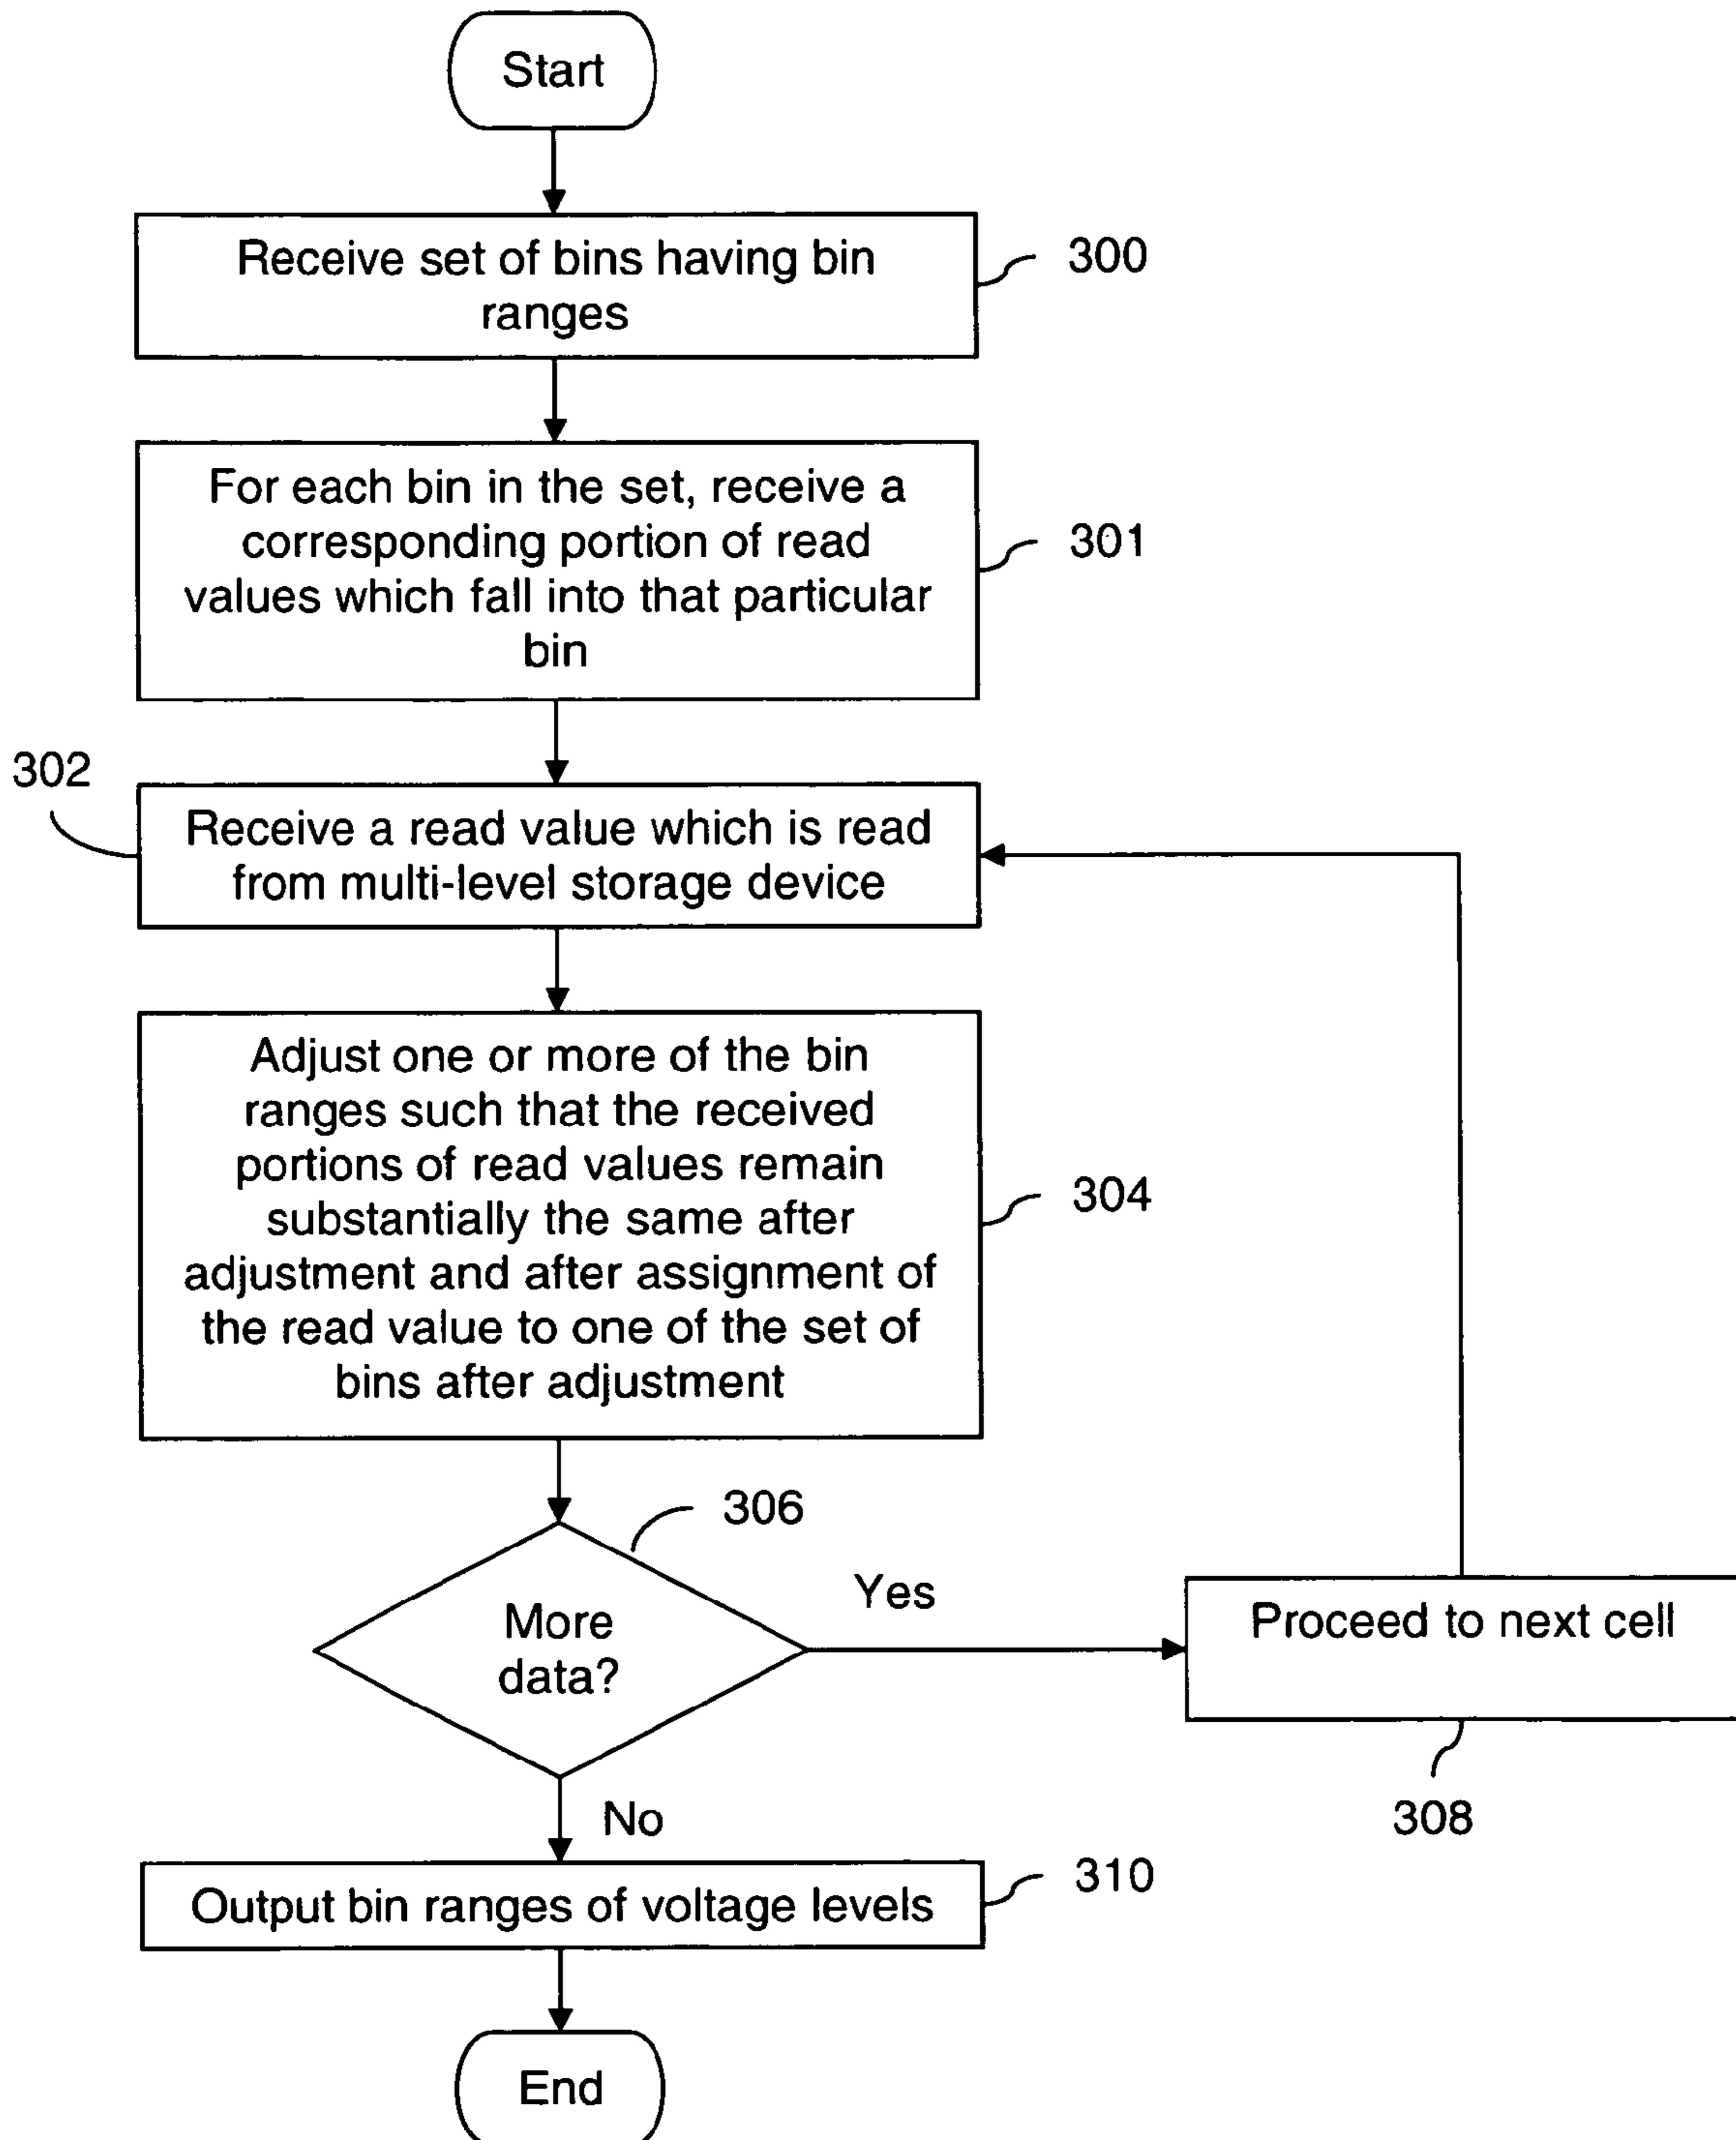 Start
Receive set of bins having bin
ranges
300
For each bin in the set, receive a
corresponding portion of read
values which fall into that particular
bin
301
302
Receive a read value which is read
from multi-level storage device
Adjust one or more of the bin
ranges such that the received
portions of read values remain
substantially the same after
adjustment and after assignment of
the read value to one of the set of
bins after adjustment
304
306
More
data?
Yes
Proceed to next cell
308
No
Output bin ranges of voltage levels
310
End